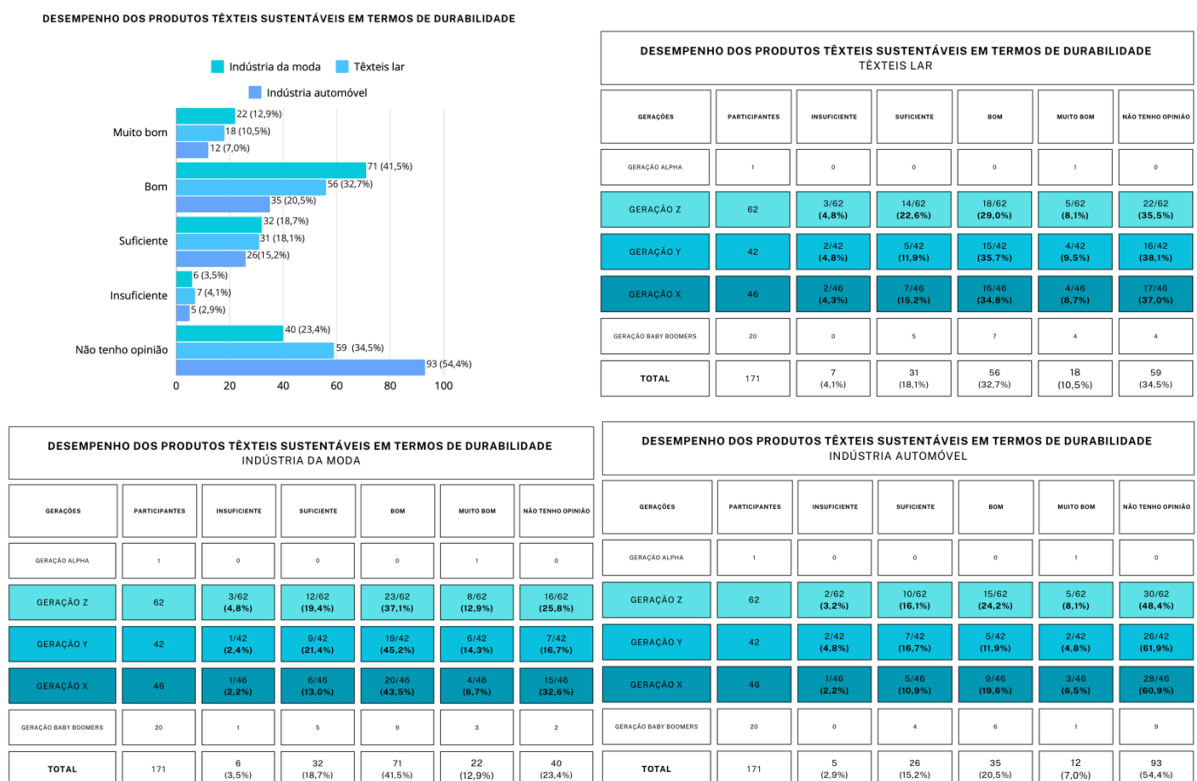 DESEMPENHO DOS PRODUTOS TÊXTEIS SUSTENTÁVEIS EM TERMOS DE DURABILIDADE
Indústria da moda Têxteis lar
Indústria automóvel
Muito bom
22 (12,9%)
18 (10,5%)
12 (7,0%)
Bom
71 (41,5%)
56 (32,7%)
35 (20,5%)
Suficiente
32 (18,7%)
31 (18,1%)
26(15,2%)
Insuficiente
6 (3,5%)
7 (4,1%)
5 (2,9%)
Não tenho opinião
40 (23,4%)
59 (34,5%)
93 (54,4%)
0 20 40 60 80 100
DESEMPENHO DOS PRODUTOS TÊXTEIS SUSTENTÁVEIS EM TERMOS DE DURABILIDADE
TÊXTEIS LAR
GERAÇÕES PARTICIPANTES INSUFICIENTE SUFICIENTE BOM MUITO BOM NÃO TENHO OPINIÃO
GERAÇÃO ALPHA 1 0 0 0 1 0
GERAÇÃO Z 62 3/62 (4,8%) 14/62 (22,6%) 18/62 (29,0%) 5/62 (8,1%) 22/62 (35,5%)
GERAÇÃO Y 42 2/42 (4,8%) 5/42 (11,9%) 15/42 (35,7%) 4/42 (9,5%) 16/42 (38,1%)
GERAÇÃO X 46 2/46 (4,3%) 7/46 (15,2%) 16/46 (34,8%) 4/46 (8,7%) 17/46 (37,0%)
GERAÇÃO BABY BOOMERS 20 0 5 7 4 4
TOTAL 171 7 (4,1%) 31 (18,1%) 56 (32,7%) 18 (10,5%) 59 (34,5%)
DESEMPENHO DOS PRODUTOS TÊXTEIS SUSTENTÁVEIS EM TERMOS DE DURABILIDADE
INDÚSTRIA DA MODA
GERAÇÕES PARTICIPANTES INSUFICIENTE SUFICIENTE BOM MUITO BOM NÃO TENHO OPINIÃO
GERAÇÃO ALPHA 1 0 0 0 1 0
GERAÇÃO Z 62 3/62 (4,8%) 12/62 (19,4%) 23/62 (37,1%) 8/62 (12,9%) 16/62 (25,8%)
GERAÇÃO Y 42 1/42 (2,4%) 9/42 (21,4%) 19/42 (45,2%) 6/42 (14,3%) 7/42 (16,7%)
GERAÇÃO X 46 1/46 (2,2%) 6/46 (13,0%) 20/46 (43,5%) 4/46 (8,7%) 15/46 (32,6%)
GERAÇÃO BABY BOOMERS 20 1 5 9 3 2
TOTAL 171 6 (3,5%) 32 (18,7%) 71 (41,5%) 22 (12,9%) 40 (23,4%)
DESEMPENHO DOS PRODUTOS TÊXTEIS SUSTENTÁVEIS EM TERMOS DE DURABILIDADE
INDÚSTRIA AUTOMÓVEL
GERAÇÕES PARTICIPANTES INSUFICIENTE SUFICIENTE BOM MUITO BOM NÃO TENHO OPINIÃO
GERAÇÃO ALPHA 1 0 0 0 1 0
GERAÇÃO Z 62 2/62 (3,2%) 10/62 (16,1%) 15/62 (24,2%) 5/62 (8,1%) 30/62 (48,4%)
GERAÇÃO Y 42 2/42 (4,8%) 7/42 (16,7%) 5/42 (11,9%) 2/42 (4,8%) 26/42 (61,9%)
GERAÇÃO X 46 1/46 (2,2%) 5/46 (10,9%) 9/46 (19,6%) 3/46 (6,5%) 28/46 (60,9%)
GERAÇÃO BABY BOOMERS 20 0 4 6 1 9
TOTAL 171 5 (2,9%) 26 (15,2%) 35 (20,5%) 12 (7,0%) 93 (54,4%)